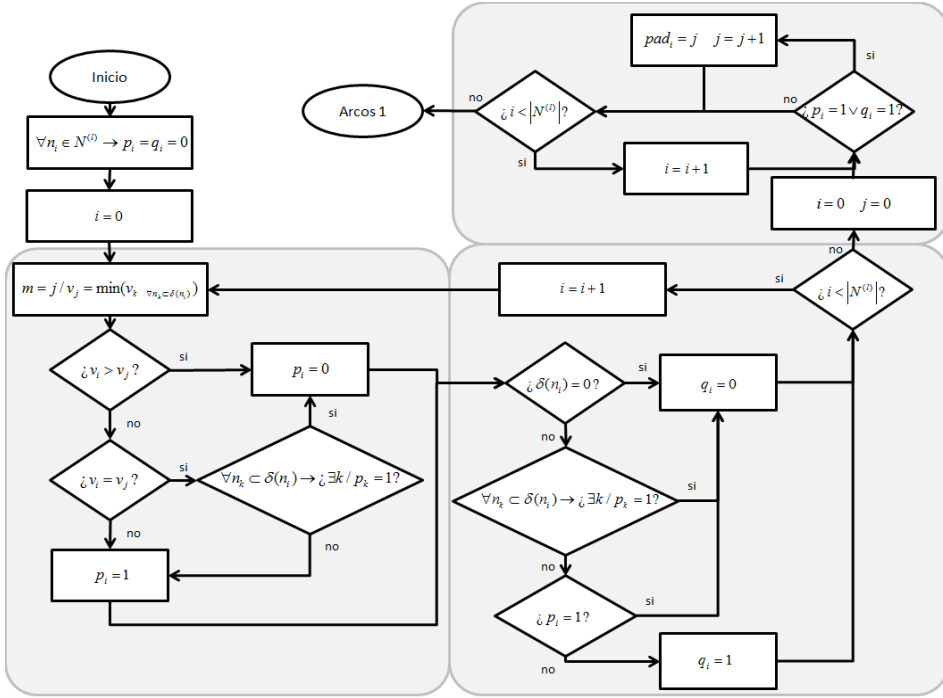 Inicio
∀n_i ∈ N^(l) → p_i = q_i = 0
i = 0
m = j / v_j = min(v_k ∀n_k⊂δ(n_i))
¿ v_i > v_j ?
si
p_i = 0
no
¿ v_i = v_j ?
si
∀n_k ⊂ δ(n_i) → ¿ ∃k / p_k = 1?
si
no
no
p_i = 1
¿ δ(n_i) = 0 ?
si
q_i = 0
no
∀n_k ⊂ δ(n_i) → ¿ ∃k / p_k = 1?
si
no
¿ p_i = 1?
si
no
q_i = 1
¿ i < |N^(l)| ?
si
i = i + 1
no
i = 0 j = 0
¿ p_i = 1 ∨ q_i = 1?
si
pad_i = j j = j + 1
no
¿ i < |N^(l)| ?
si
i = i + 1
no
Arcos 1